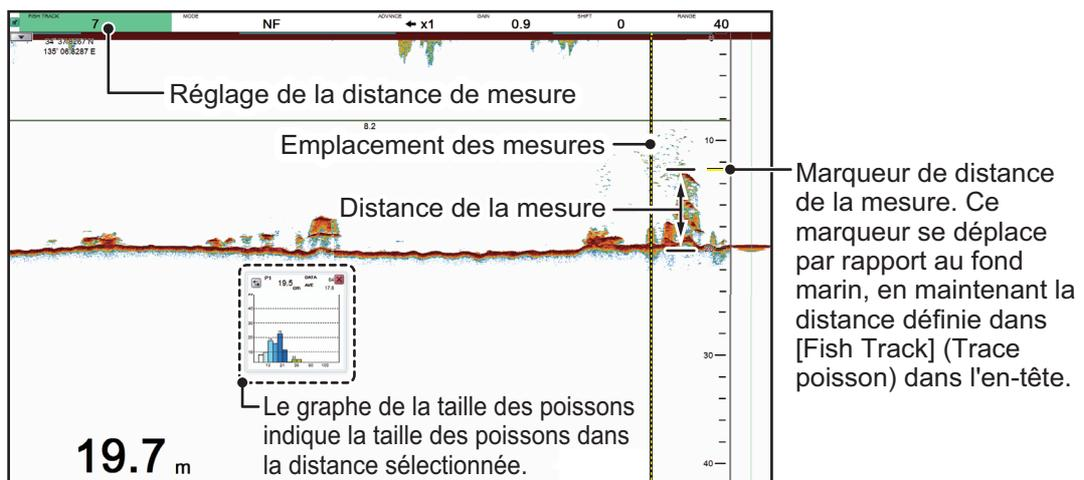 FISH TRACK 7 MODE NF ADVANCE ← x1 GAIN 0.9 SHIFT 0 RANGE 40
135° 06.8287 E
Réglage de la distance de mesure
8.2
Emplacement des mesures
10
Distance de la mesure
Marqueur de distance
de la mesure. Ce
marqueur se déplace
par rapport au fond
marin, en maintenant la
distance définie dans
[Fish Track] (Trace
poisson) dans l'en-tête.
19.5 cm
DATA
AVE 17.8
30
Le graphe de la taille des poissons
indique la taille des poissons dans
la distance sélectionnée.
19.7 m
40